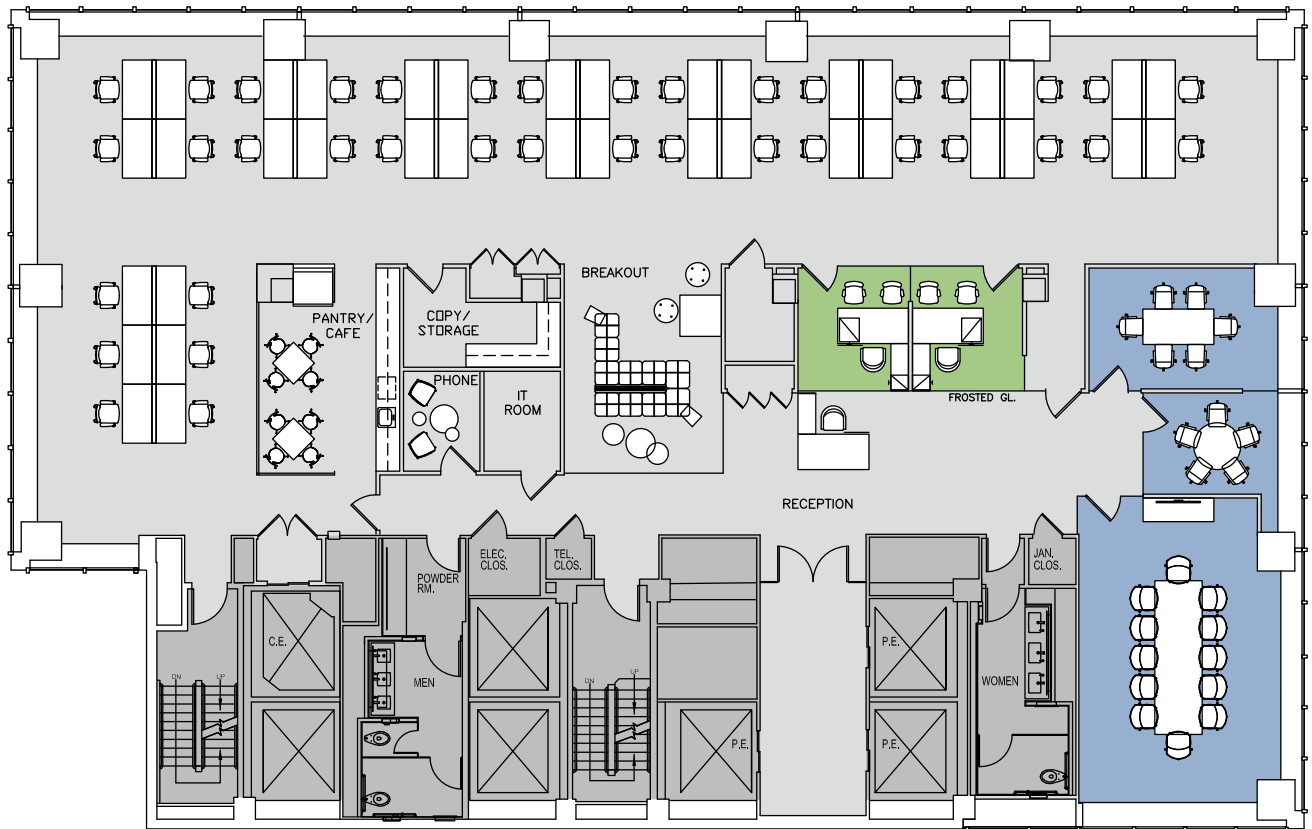 BREAKOUT
PANTRY/
CAFE
COPY/
STORAGE
PHONE
IT
ROOM
FROSTED GL.
RECEPTION
ELEC.
CLOS.
TEL.
CLOS.
JAN.
CLOS.
POWDER
RM.
C.E.
P.E.
MEN
WOMEN
DN
UP
DN
UP
P.E.
P.E.